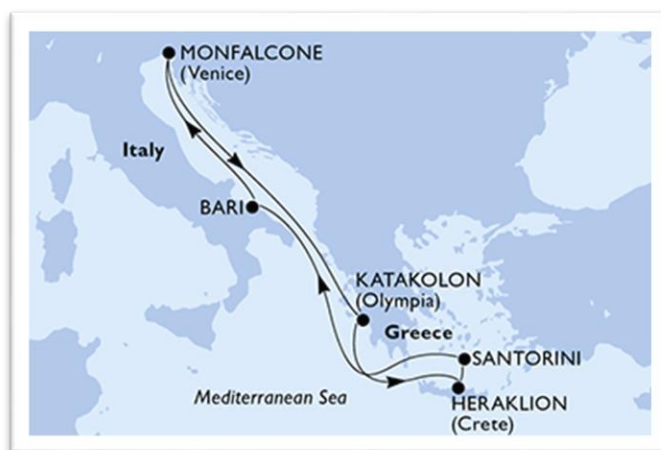 MONFALCONE
(Venice)
Italy
BARI
KATAKOLON
(Olympia)
Greece
SANTORINI
Mediterranean Sea
HERAKLION
(Crete)